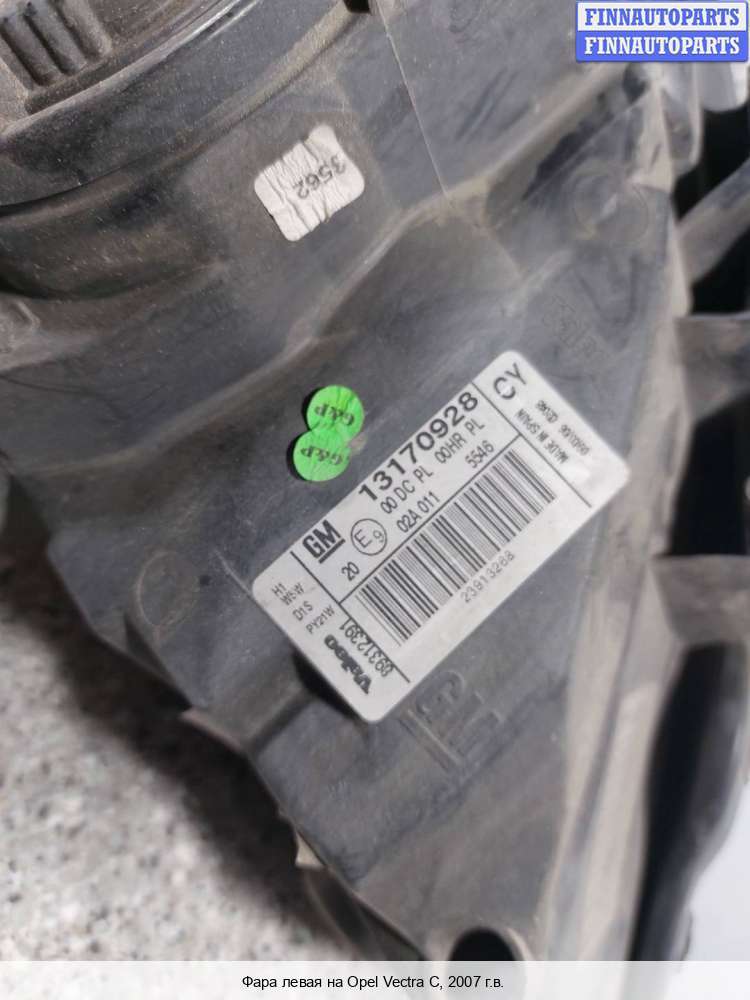 FINNAUTOPARTS
FINNAUTOPARTS
3562
G&P
G&P
GM
13170928
CY
00 DC PL 00HR PL
MADE IN SPAIN
20
E9
02A 011
5546
H1
W5W
D1S
PY21W
23913268
Valeo
89312391
Фара левая на Opel Vectra C, 2007 г.в.